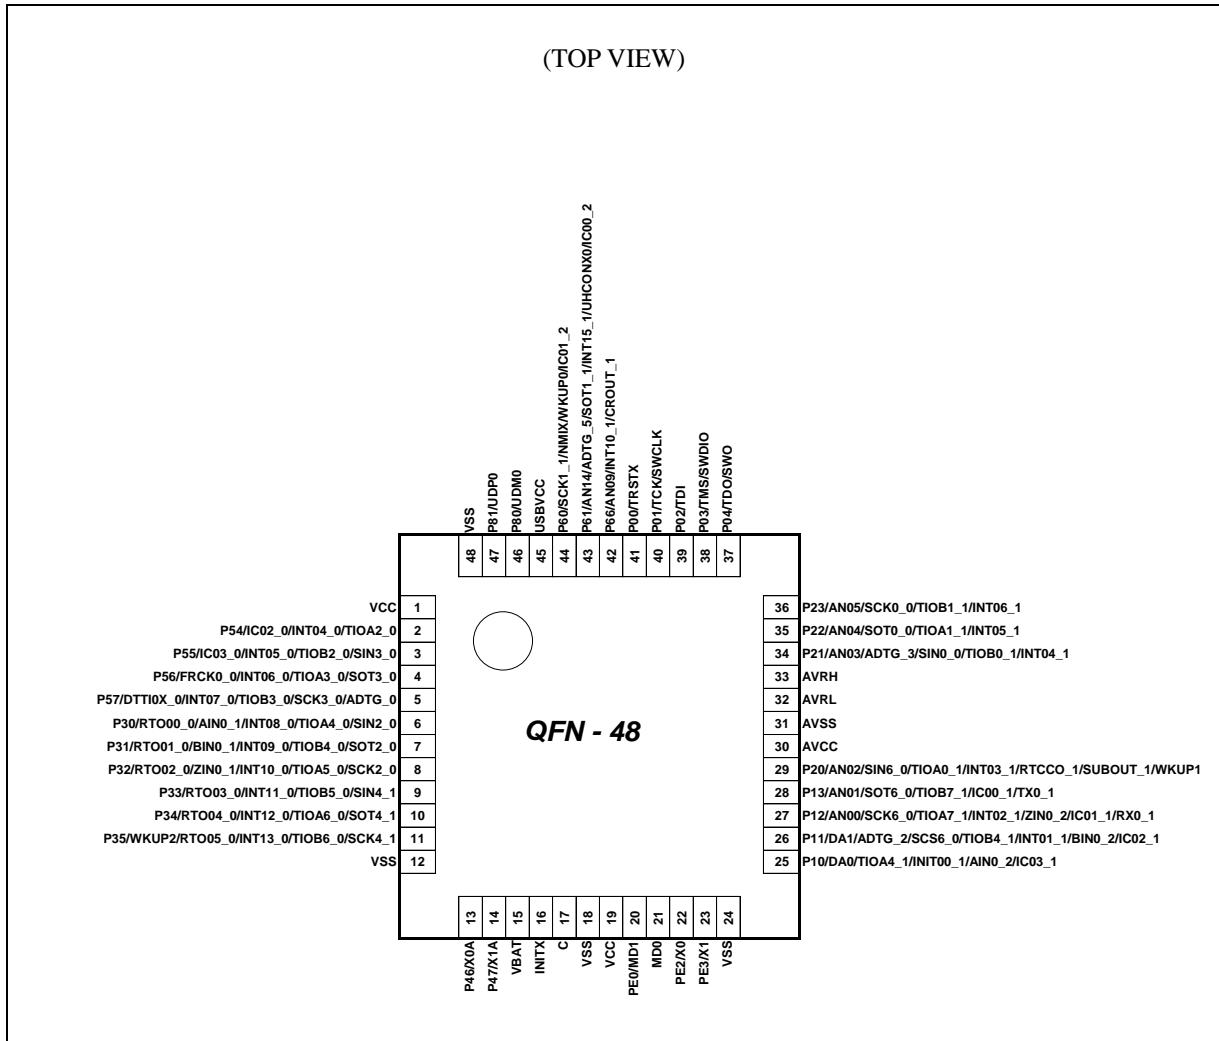 (TOP VIEW)
VSS
P81/UDP0
P80/UDM0
USBVCC
P60/SCK1_1/NMIX/WKUP0/IC01_2
P61/AN14/ADTG_5/SOT1_1/INT15_1/UHCONX0/IC00_2
P66/AN09/INT10_1/CROUT_1
P00/TRSTX
P01/TCK/SWCLK
P02/TDI
P03/TMS/SWDIO
P04/TDO/SWO
48
47
46
45
44
43
42
41
40
39
38
37
VCC 1
P54/IC02_0/INT04_0/TIOA2_0 2
P55/IC03_0/INT05_0/TIOB2_0/SIN3_0 3
P56/FRCK0_0/INT06_0/TIOA3_0/SOT3_0 4
P57/DTTI0X_0/INT07_0/TIOB3_0/SCK3_0/ADTG_0 5
P30/RTO00_0/AIN0_1/INT08_0/TIOA4_0/SIN2_0 6
P31/RTO01_0/BIN0_1/INT09_0/TIOB4_0/SOT2_0 7
P32/RTO02_0/ZIN0_1/INT10_0/TIOA5_0/SCK2_0 8
P33/RTO03_0/INT11_0/TIOB5_0/SIN4_1 9
P34/RTO04_0/INT12_0/TIOA6_0/SOT4_1 10
P35/WKUP2/RTO05_0/INT13_0/TIOB6_0/SCK4_1 11
VSS 12
QFN - 48
36 P23/AN05/SCK0_0/TIOB1_1/INT06_1
35 P22/AN04/SOT0_0/TIOA1_1/INT05_1
34 P21/AN03/ADTG_3/SIN0_0/TIOB0_1/INT04_1
33 AVRH
32 AVRL
31 AVSS
30 AVCC
29 P20/AN02/SIN6_0/TIOA0_1/INT03_1/RTCCO_1/SUBOUT_1/WKUP1
28 P13/AN01/SOT6_0/TIOB7_1/IC00_1/TX0_1
27 P12/AN00/SCK6_0/TIOA7_1/INT02_1/ZIN0_2/IC01_1/RX0_1
26 P11/DA1/ADTG_2/SCS6_0/TIOB4_1/INT01_1/BIN0_2/IC02_1
25 P10/DA0/TIOA4_1/INIT00_1/AIN0_2/IC03_1
13
14
15
16
17
18
19
20
21
22
23
24
P46/X0A
P47/X1A
VBAT
INITX
C
VSS
VCC
PE0/MD1
MD0
PE2/X0
PE3/X1
VSS